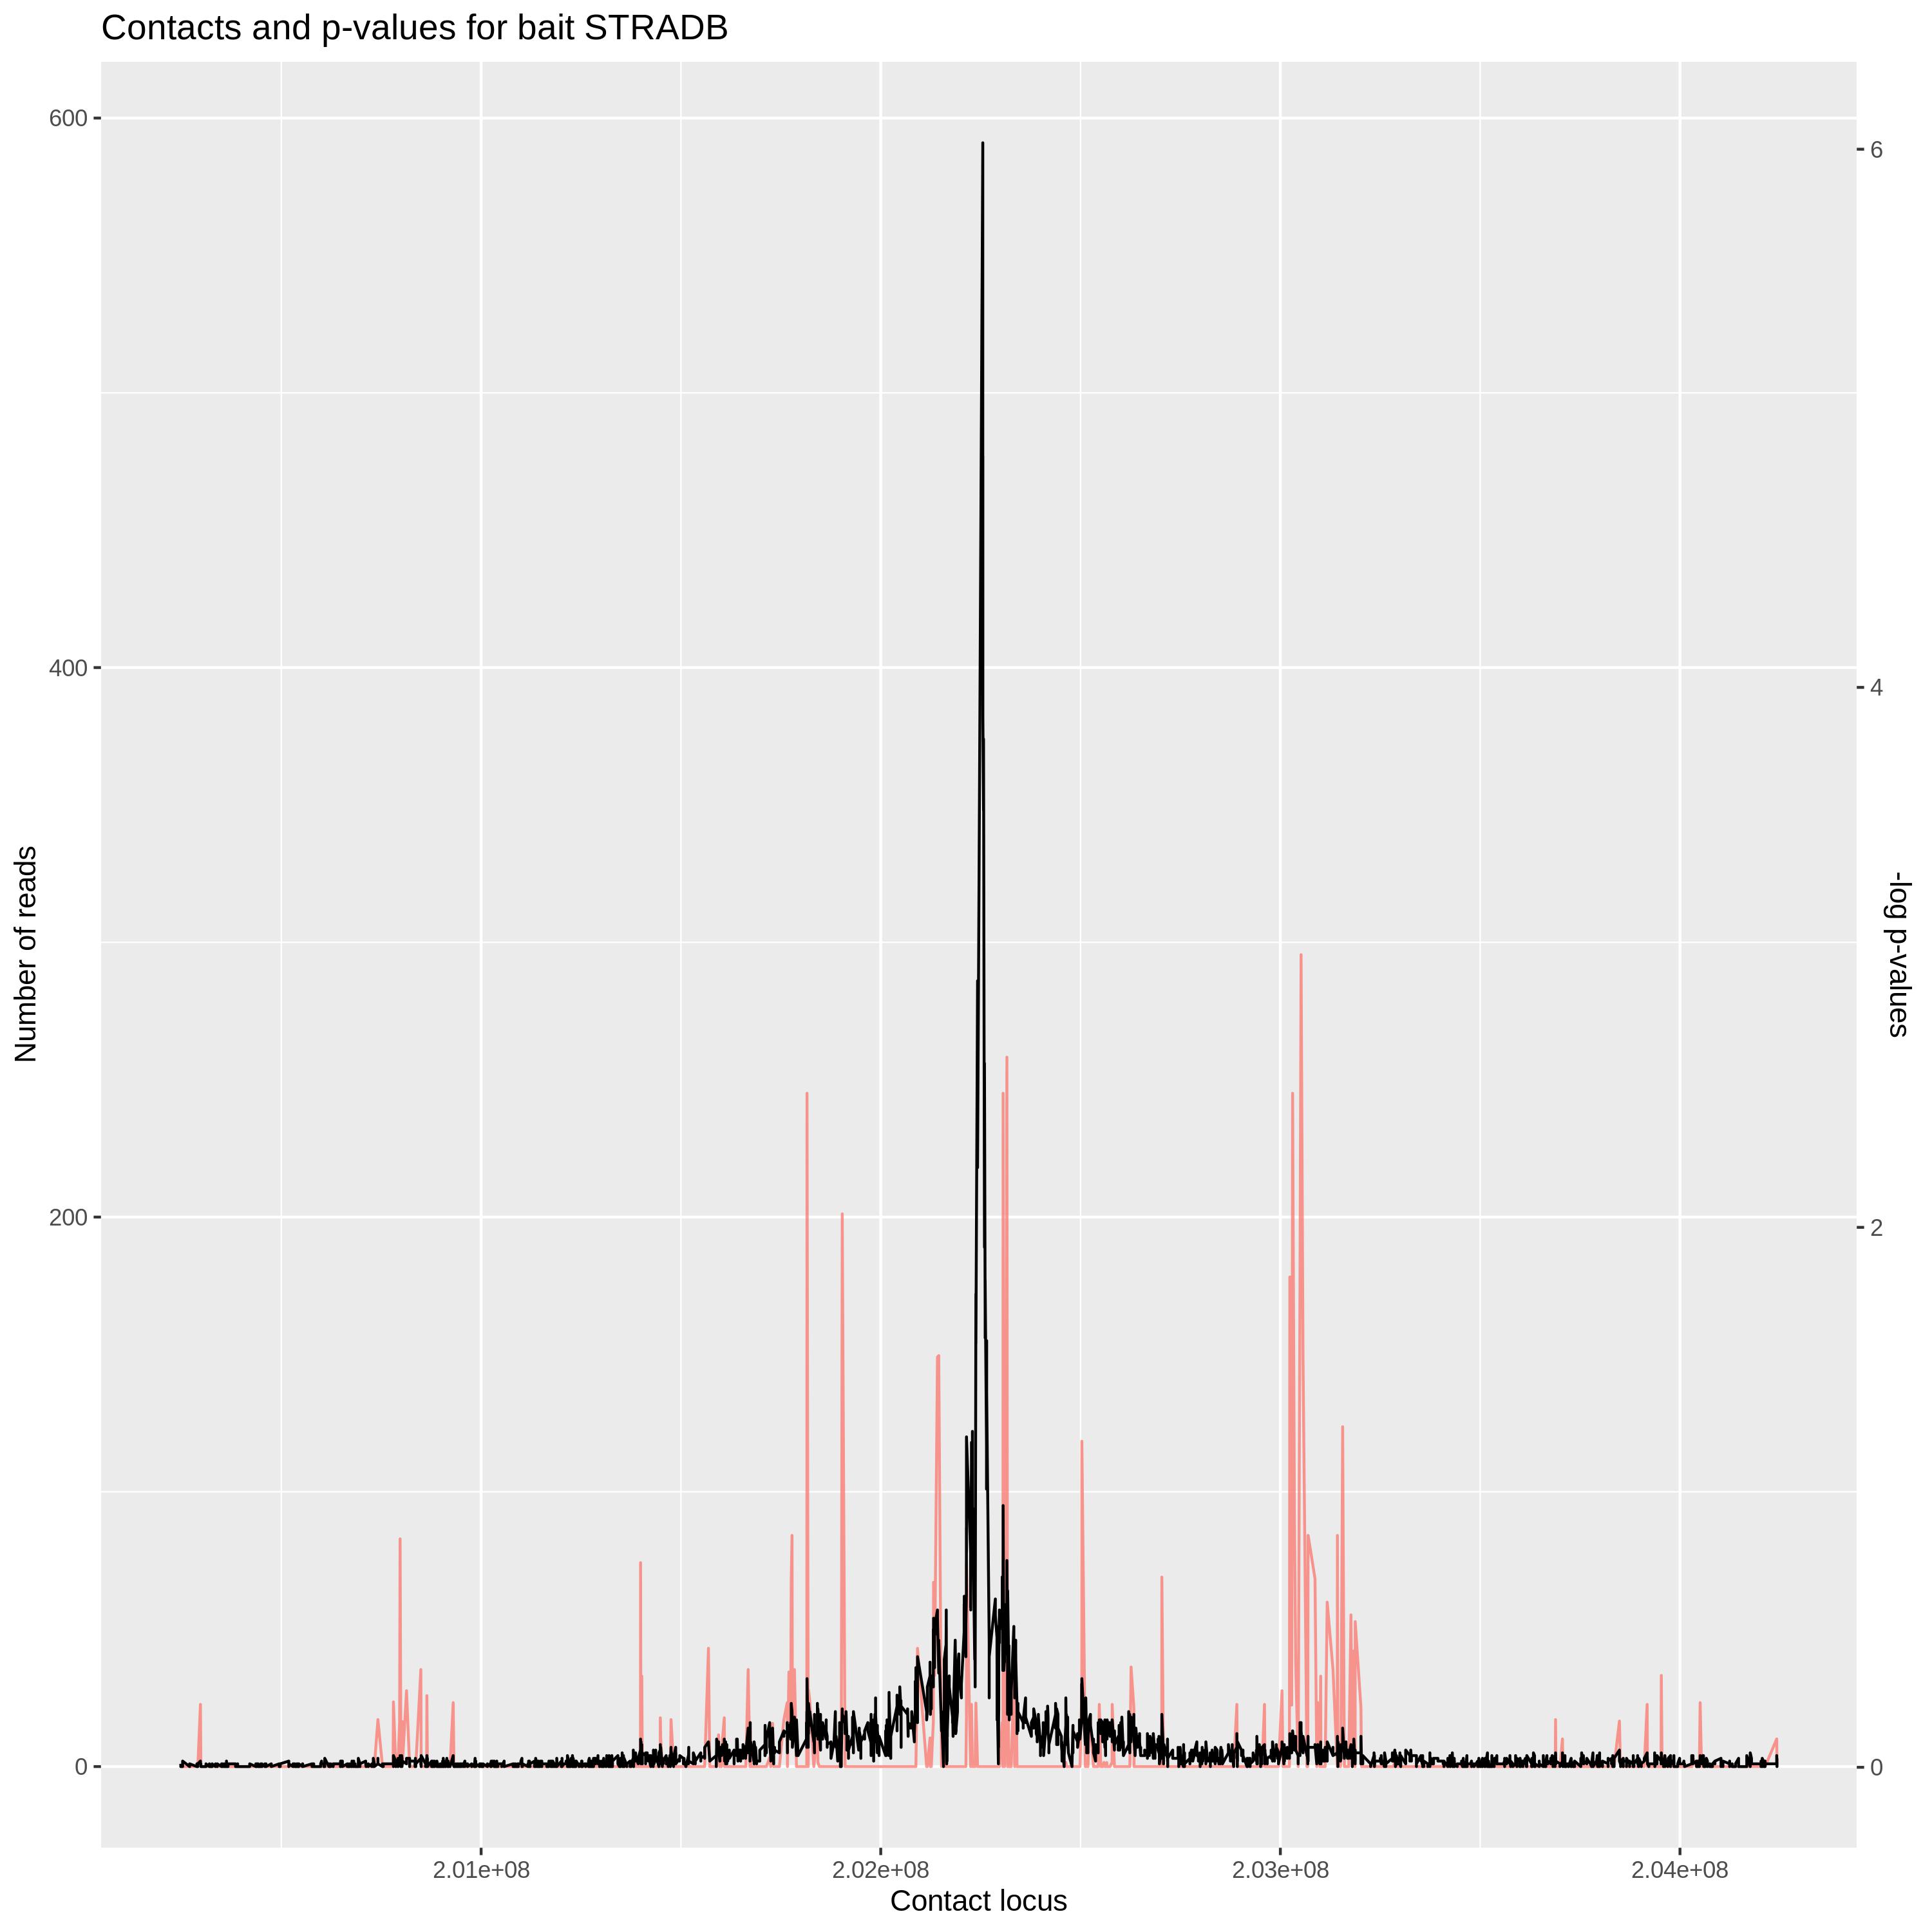 Contacts and p-values for bait STRADB
600
400
200
0
Number of reads
6
4
2
0
-log p-values
2.01e+08 2.02e+08 2.03e+08 2.04e+08
Contact locus